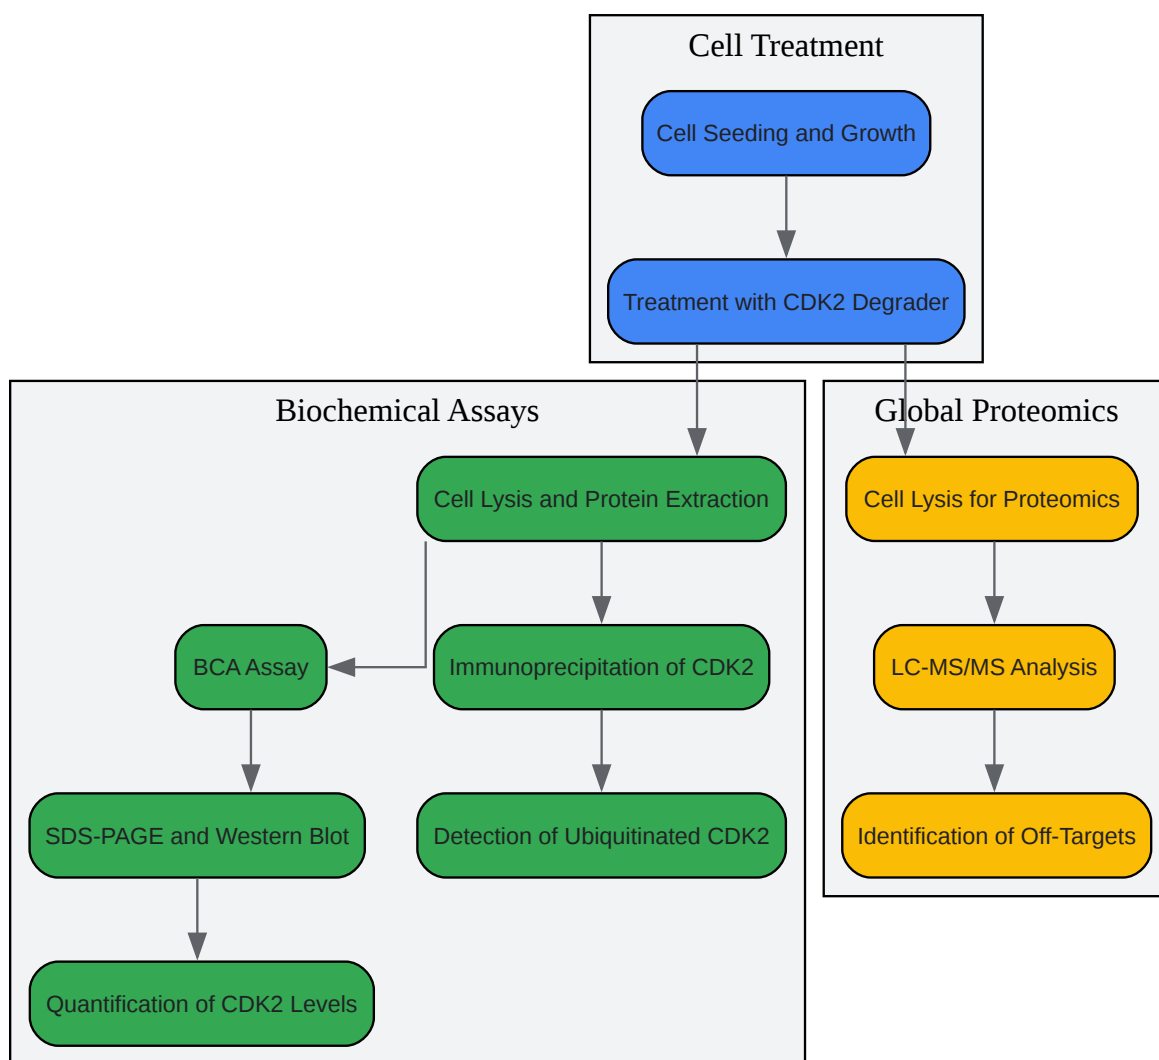 Cell Treatment
Cell Seeding and Growth
Treatment with CDK2 Degrader
Biochemical Assays
Global Proteomics
Cell Lysis and Protein Extraction
Cell Lysis for Proteomics
BCA Assay
Immunoprecipitation of CDK2
LC-MS/MS Analysis
SDS-PAGE and Western Blot
Detection of Ubiquitinated CDK2
Identification of Off-Targets
Quantification of CDK2 Levels